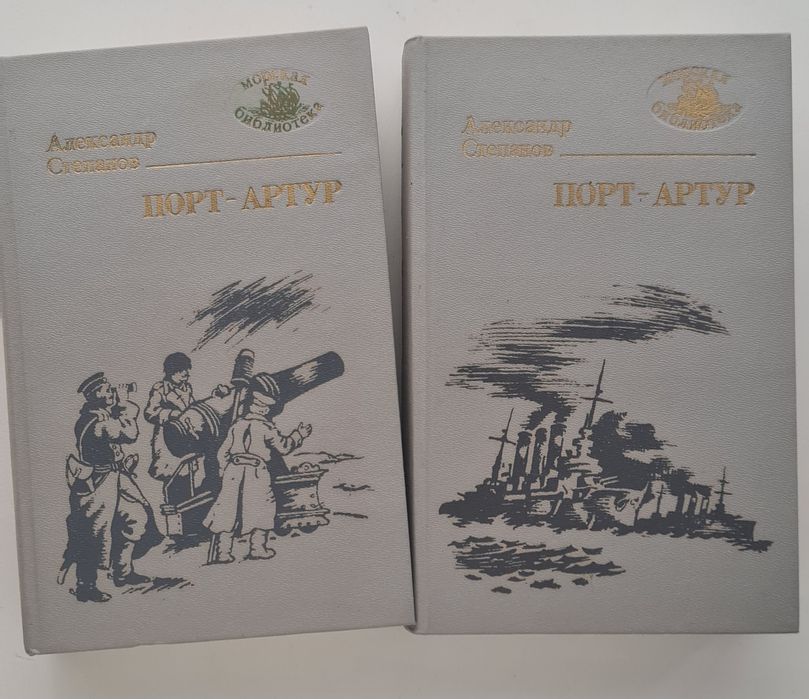 морская
библиотека
Александр
Степанов
ПОРТ-АРТУР
морская
библиотека
Александр
Степанов
ПОРТ-АРТУР